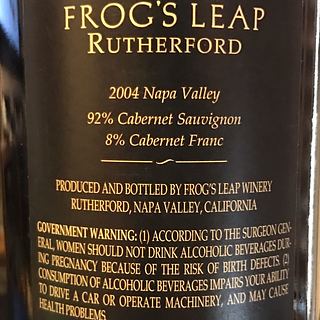 FROG'S LEAP
RUTHERFORD
2004 Napa Valley
92% Cabernet Sauvignon
8% Cabernet Franc
PRODUCED AND BOTTLED BY FROG'S LEAP WINERY
RUTHERFORD, NAPA VALLEY, CALIFORNIA
GOVERNMENT WARNING: (1) ACCORDING TO THE SURGEON GEN-
ERAL, WOMEN SHOULD NOT DRINK ALCOHOLIC BEVERAGES DUR-
ING PREGNANCY BECAUSE OF THE RISK OF BIRTH DEFECTS. (2)
CONSUMPTION OF ALCOHOLIC BEVERAGES IMPAIRS YOUR ABILITY
TO DRIVE A CAR OR OPERATE MACHINERY, AND MAY CAUSE
HEALTH PROBLEMS